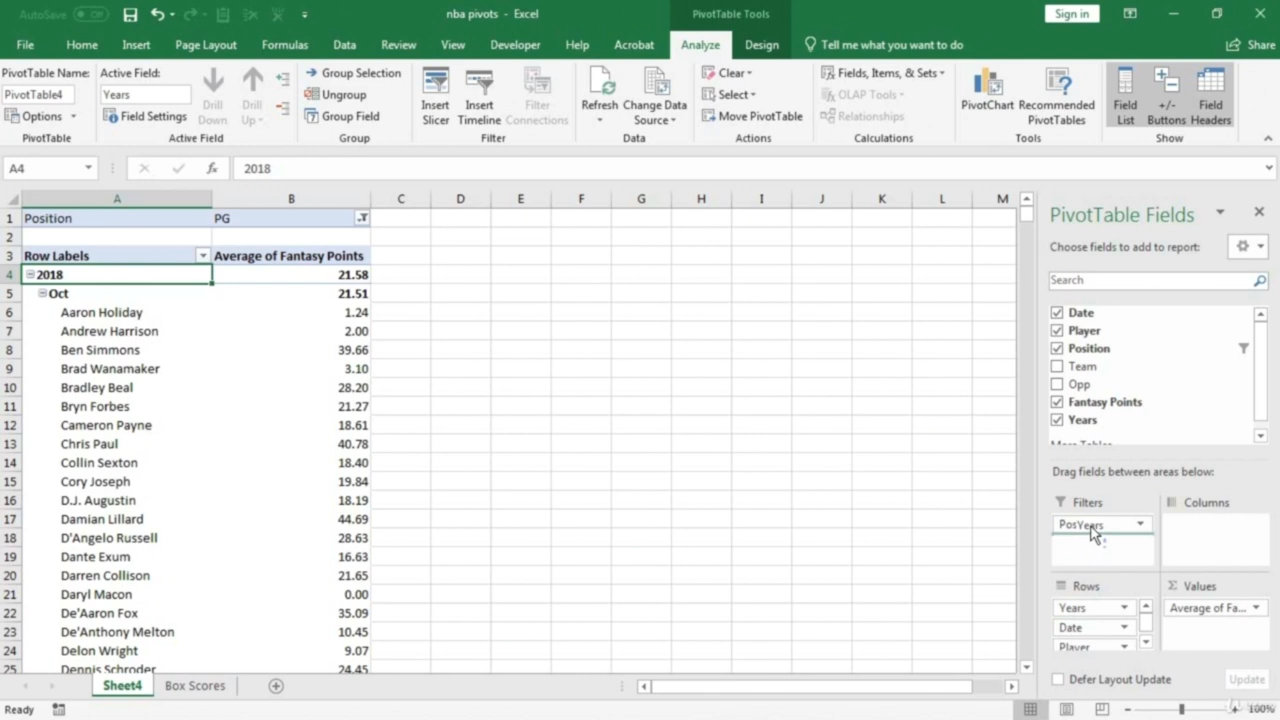 AutoSave Off nba pivots - Excel PivotTable Tools Sign in
File Home Insert Page Layout Formulas Data Review View Developer Help Acrobat Analyze Design Tell me what you want to do Share
PivotTable Name: Active Field:
PivotTable4 Years
Options Field Settings
Drill Down Drill Up
Group Selection
Ungroup
Group Field
Insert Slicer Insert Timeline Filter Connections
Refresh Change Data Source
Clear
Select
Move PivotTable
Fields, Items, & Sets
OLAP Tools
Relationships
PivotChart Recommended PivotTables
Field List +/- Buttons Field Headers
PivotTable Active Field Group Filter Data Actions Calculations Tools Show
A4 fx 2018
A B C D E F G H I J K L M
1 Position PG
2
3 Row Labels Average of Fantasy Points
4 2018 21.58
5 Oct 21.51
6 Aaron Holiday 1.24
7 Andrew Harrison 2.00
8 Ben Simmons 39.66
9 Brad Wanamaker 3.10
10 Bradley Beal 28.20
11 Bryn Forbes 21.27
12 Cameron Payne 18.61
13 Chris Paul 40.78
14 Collin Sexton 18.40
15 Cory Joseph 19.84
16 D.J. Augustin 18.19
17 Damian Lillard 44.69
18 D'Angelo Russell 28.63
19 Dante Exum 16.63
20 Darren Collison 21.65
21 Daryl Macon 0.00
22 De'Aaron Fox 35.09
23 De'Anthony Melton 10.45
24 Delon Wright 9.07
25 Dennis Schroder 24.45
PivotTable Fields
Choose fields to add to report:
Search
Date
Player
Position
Team
Opp
Fantasy Points
Years
More Tables
Drag fields between areas below:
Filters Columns
PosYears
Rows Σ Values
Years Average of Fa...
Date
Player
Defer Layout Update Update
Sheet4 Box Scores
Ready 100%